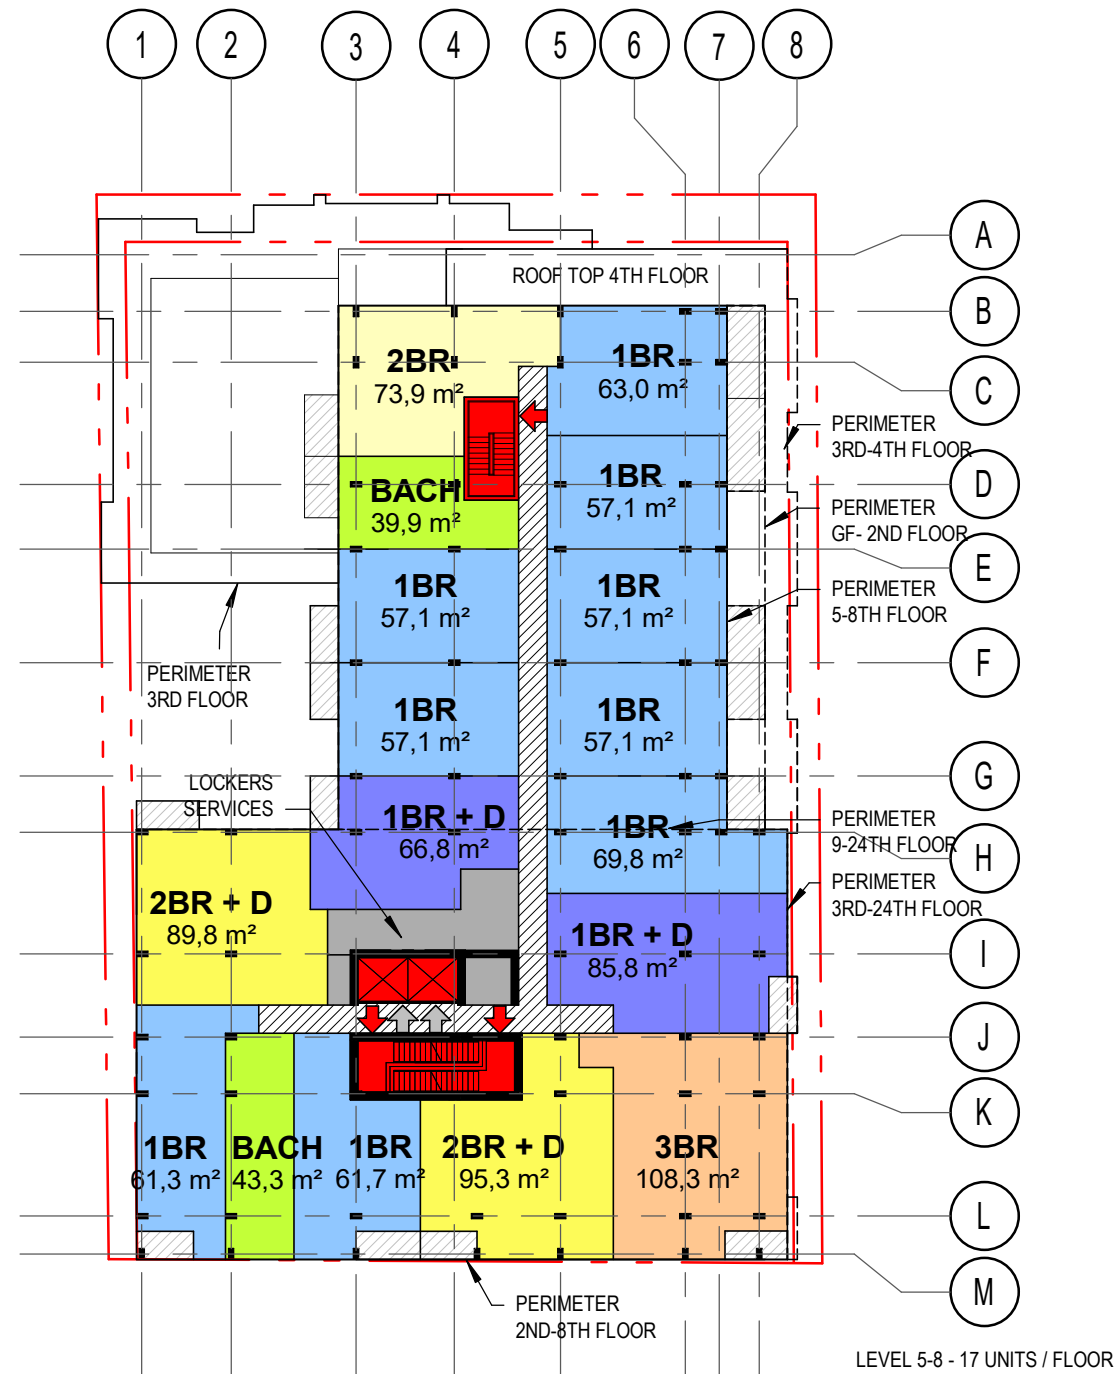 1
2
3
4
5
6
7
8
A
B
C
D
E
F
G
H
I
J
K
L
M
ROOF TOP 4TH FLOOR
2BR
73,9 m²
1BR
63,0 m²
PERIMETER
3RD-4TH FLOOR
BACH
39,9 m²
1BR
57,1 m²
PERIMETER
GF- 2ND FLOOR
1BR
57,1 m²
1BR
57,1 m²
PERIMETER
5-8TH FLOOR
PERIMETER
3RD FLOOR
1BR
57,1 m²
1BR
57,1 m²
LOCKERS
SERVICES
1BR + D
66,8 m²
1BR
69,8 m²
PERIMETER
9-24TH FLOOR
PERIMETER
3RD-24TH FLOOR
2BR + D
89,8 m²
1BR + D
85,8 m²
1BR
61,3 m²
BACH
43,3 m²
1BR
61,7 m²
2BR + D
95,3 m²
3BR
108,3 m²
PERIMETER
2ND-8TH FLOOR
LEVEL 5-8 - 17 UNITS / FLOOR